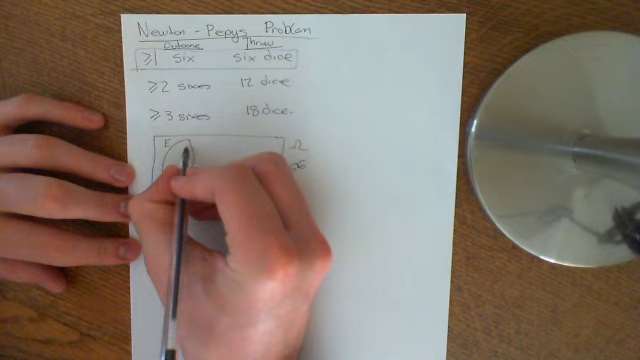 Newton - Pepys Problem
Outcome Throw
≥1 six six dice
≥2 sixes 12 dice
≥3 sixes 18 dice.
E Ω